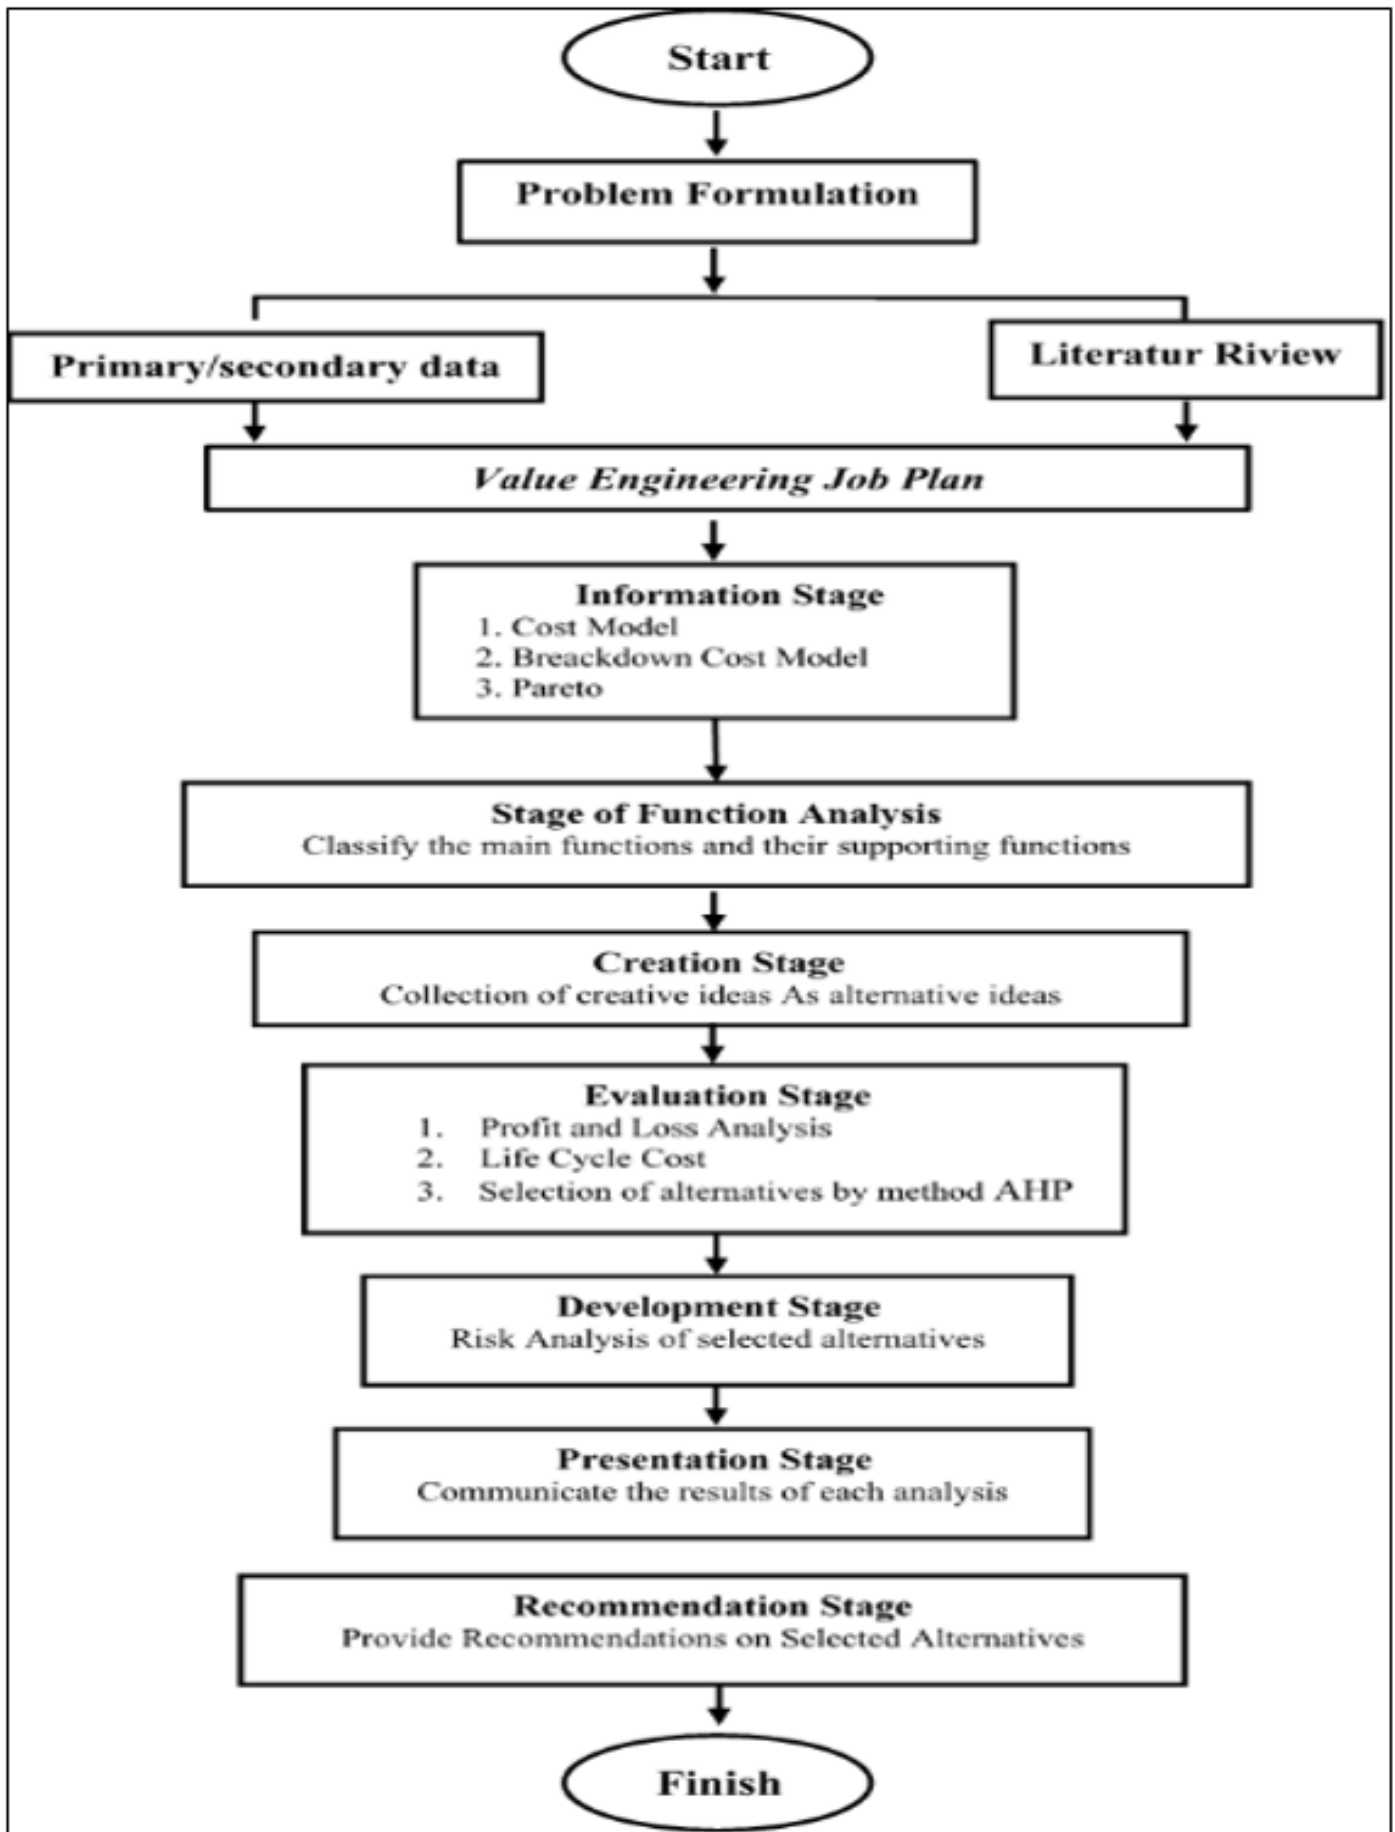 Start
Problem Formulation
Primary/secondary data
Literatur Riview
Value Engineering Job Plan
Information Stage
1. Cost Model
2. Breackdown Cost Model
3. Pareto
Stage of Function Analysis
Classify the main functions and their supporting functions
Creation Stage
Collection of creative ideas As alternative ideas
Evaluation Stage
1. Profit and Loss Analysis
2. Life Cycle Cost
3. Selection of alternatives by method AHP
Development Stage
Risk Analysis of selected alternatives
Presentation Stage
Communicate the results of each analysis
Recommendation Stage
Provide Recommendations on Selected Alternatives
Finish